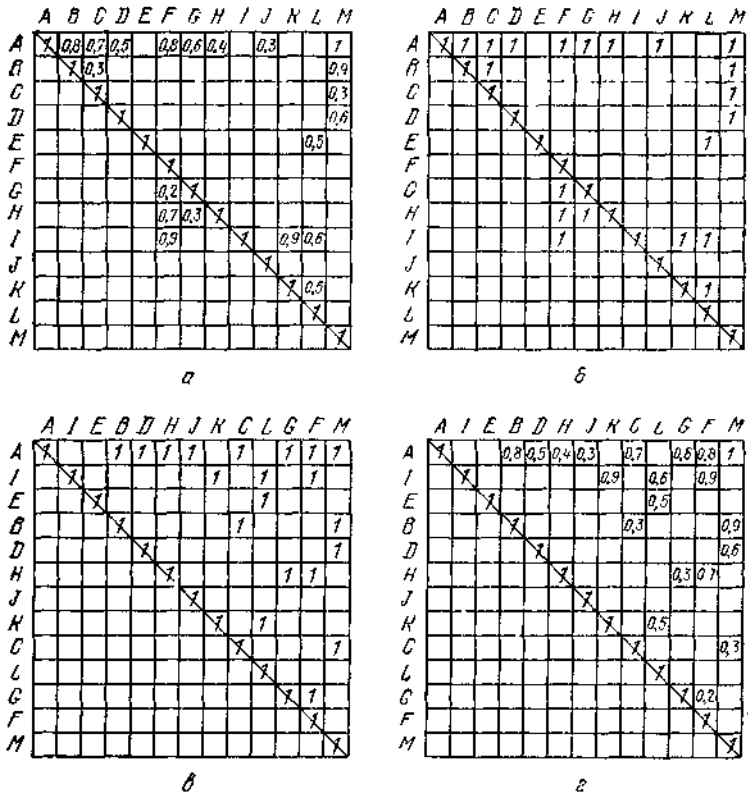 A B C D E F G H I J K L M
A 1 0,8 0,7 0,5 0,8 0,6 0,4 0,3 1
B 1 0,3 0,9
C 1 0,3
D 1 0,6
E 1 0,5
F 1
G 0,2 1
H 0,7 0,3 1
I 0,9 1 0,9 0,6
J 1
K 1 0,5
L 1
M 1
а
A B C D E F G H I J K L M
A 1 1 1 1 1 1 1 1 1
B 1 1 1
C 1 1
D 1 1
E 1 1
F 1
G 1 1
H 1 1 1
I 1 1 1 1
J 1
K 1 1
L 1
M 1
б
A I E B D H J K C L G F M
A 1 1 1 1 1 1 1 1 1
I 1 1 1 1
E 1 1
B 1 1 1
D 1 1
H 1 1 1
J 1
K 1 1
C 1 1
L 1
G 1 1
F 1
M 1
в
A I E B D H J K C L G F M
A 1 0,8 0,5 0,4 0,3 0,7 0,6 0,8 1
I 1 0,9 0,6 0,9
E 1 0,5
B 1 0,3 0,9
D 1 0,6
H 1 0,3 0,7
J 1
K 1 0,5
C 1 0,3
L 1
G 1 0,2
F 1
M 1
г